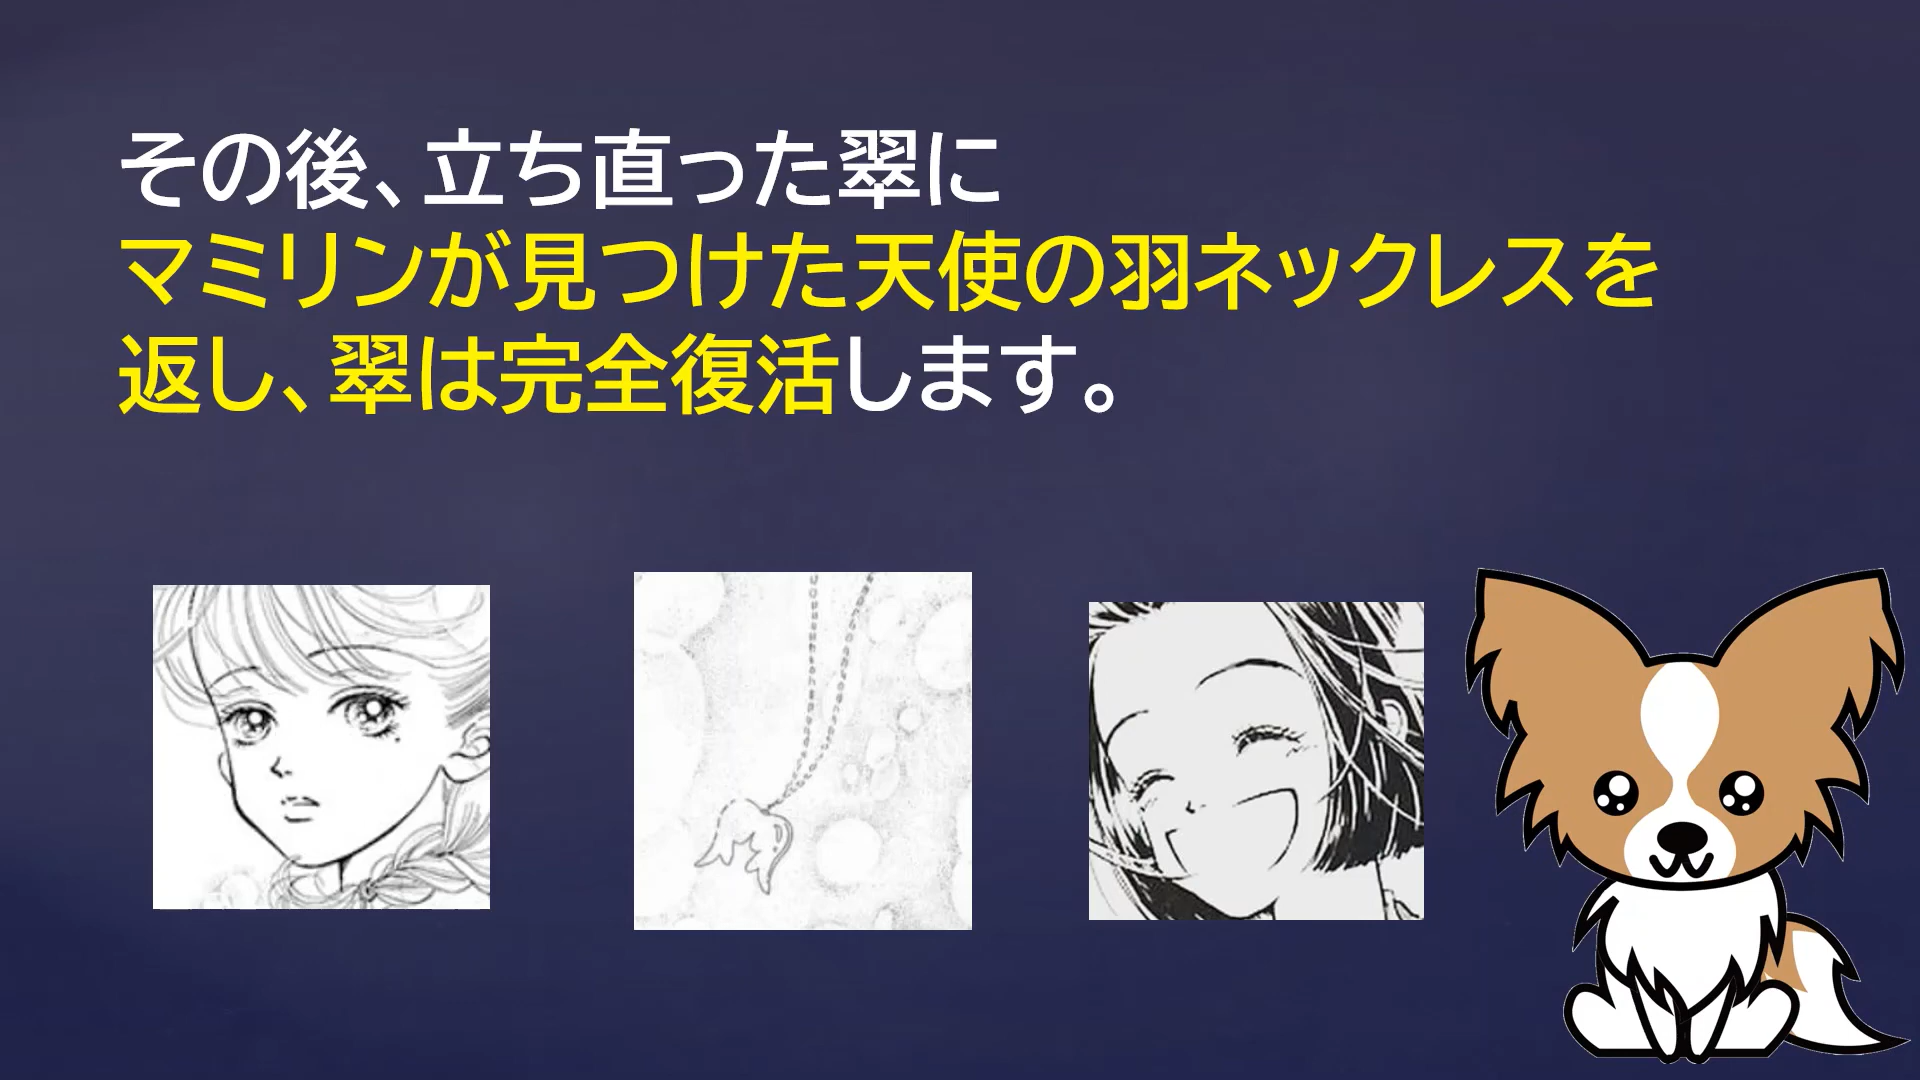 その後、立ち直った翠に
マミリンが見つけた天使の羽ネックレスを
返し、翠は完全復活します。